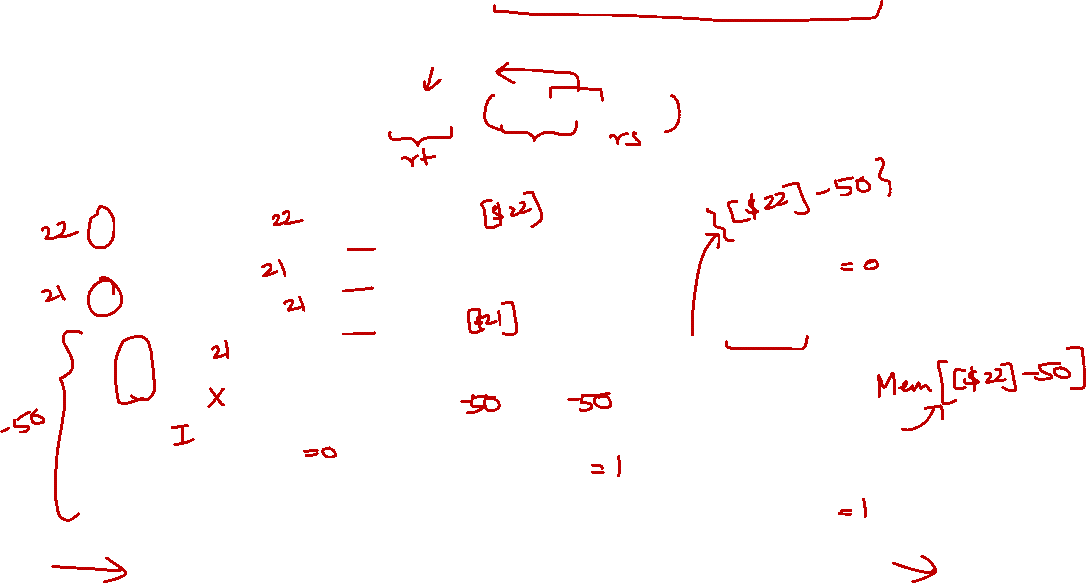 rs
rt
22 22 [$22] {[$22] -50}
21 = 0
21 21 [$21]
21
X -50 -50 Mem [[$22] -50]
-50
I =0 =1
=1